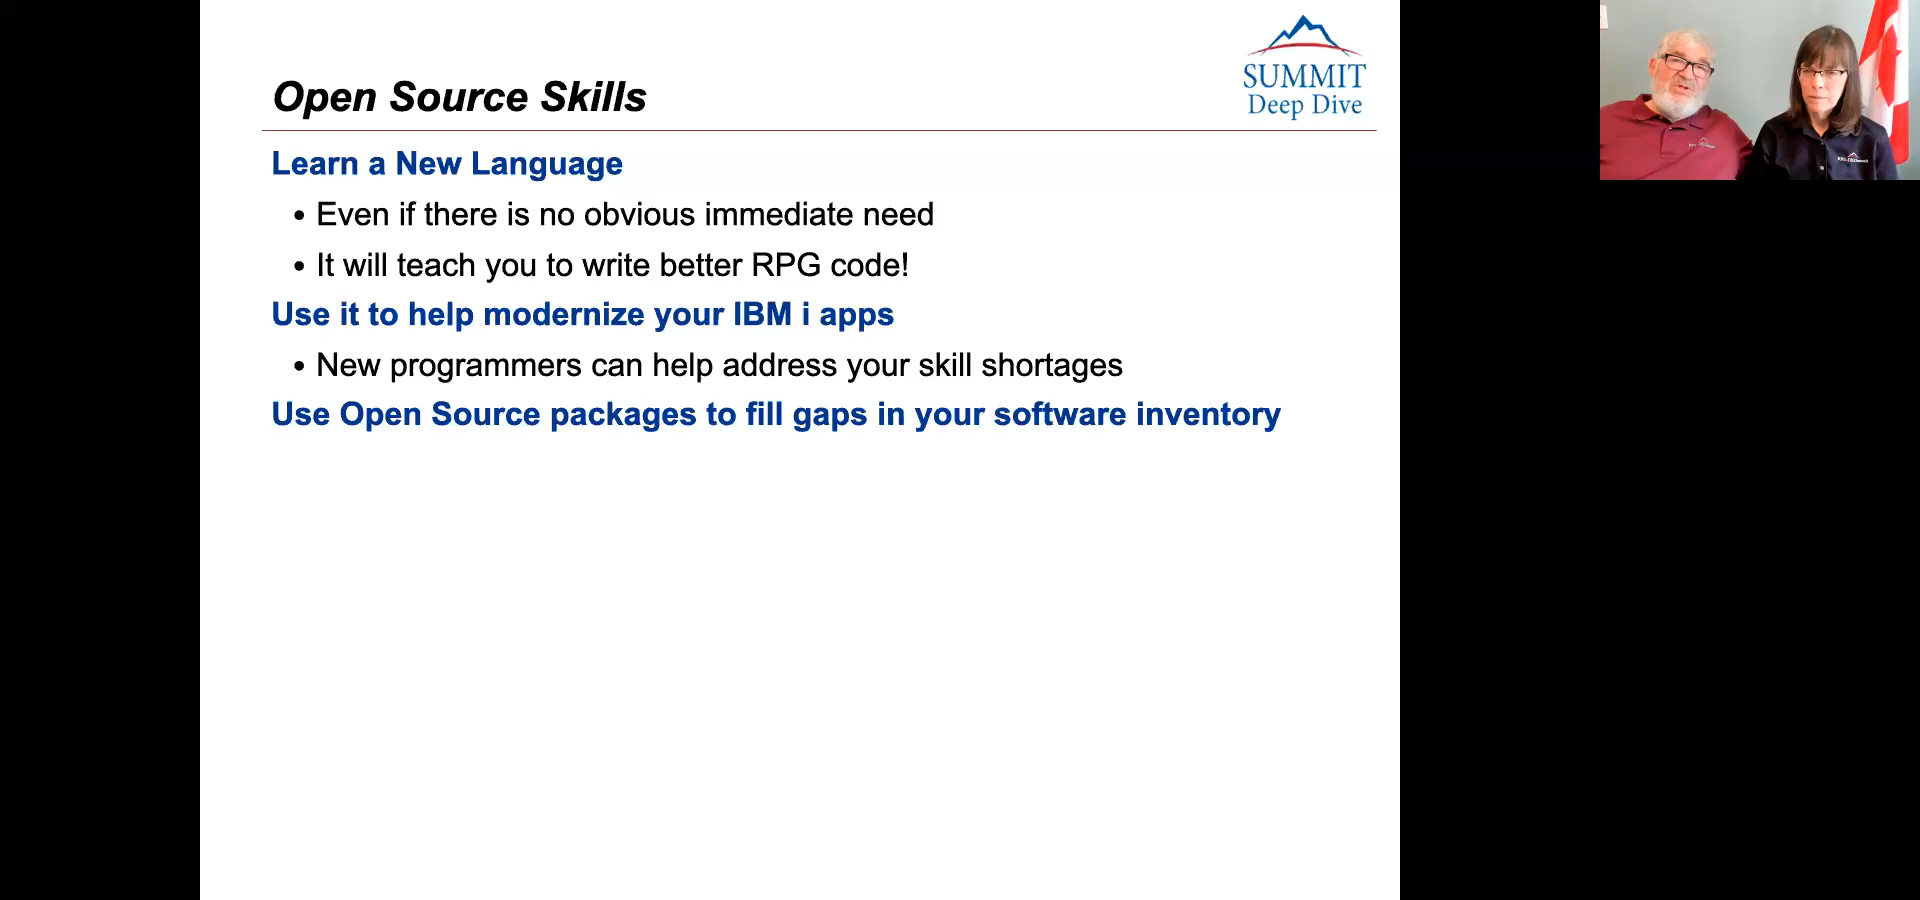 Open Source Skills
SUMMIT
Deep Dive
Learn a New Language
• Even if there is no obvious immediate need
• It will teach you to write better RPG code!
Use it to help modernize your IBM i apps
• New programmers can help address your skill shortages
Use Open Source packages to fill gaps in your software inventory